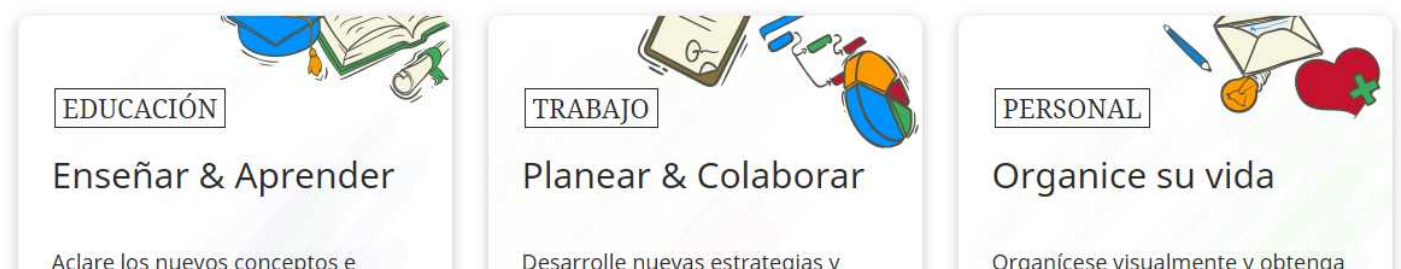 EDUCACIÓN
Enseñar & Aprender
Aclare los nuevos conceptos e
TRABAJO
Planear & Colaborar
Desarrolle nuevas estrategias y
PERSONAL
Organice su vida
Organícese visualmente y obtenga